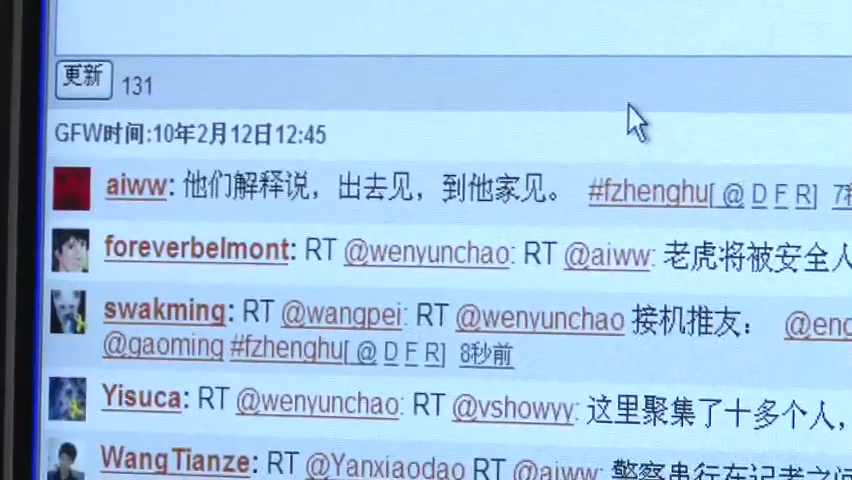 更新 131
GFW时间:10年2月12日12:45
aiww: 他们解释说，出去见，到他家见。 #fzhenghu[ @ D F R] 7秒
foreverbelmont: RT @wenyunchao: RT @aiww: 老虎将被安全人
swakming: RT @wangpei: RT @wenyunchao 接机推友： @eng
@gaoming #fzhenghu[ @ D F R] 8秒前
Yisuca: RT @wenyunchao: RT @vshowyy: 这里聚集了十多个人，
WangTianze: RT @Yanxiaodao RT @aiww: 警察串行在记者之间